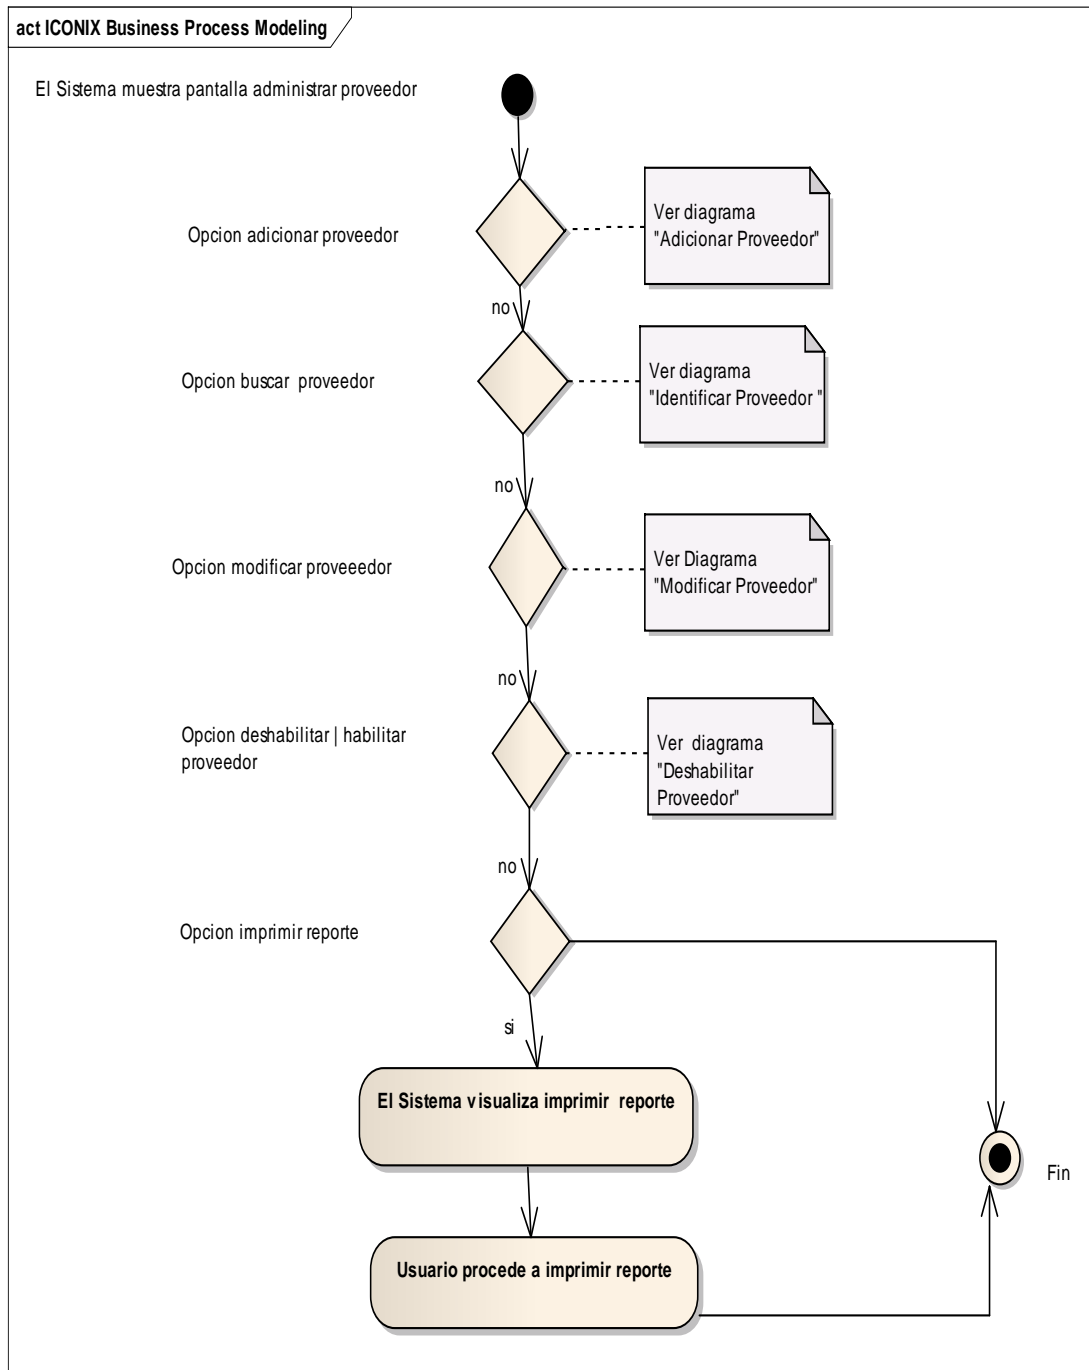 act ICONIX Business Process Modeling
El Sistema muestra pantalla administrar proveedor
Opcion adicionar proveedor
Ver diagrama
"Adicionar Proveedor"
no
Opcion buscar proveedor
Ver diagrama
"Identificar Proveedor "
no
Opcion modificar proveeedor
Ver Diagrama
"Modificar Proveedor"
no
Opcion deshabilitar | habilitar
proveedor
Ver diagrama
"Deshabilitar
Proveedor"
no
Opcion imprimir reporte
si
El Sistema visualiza imprimir reporte
Fin
Usuario procede a imprimir reporte